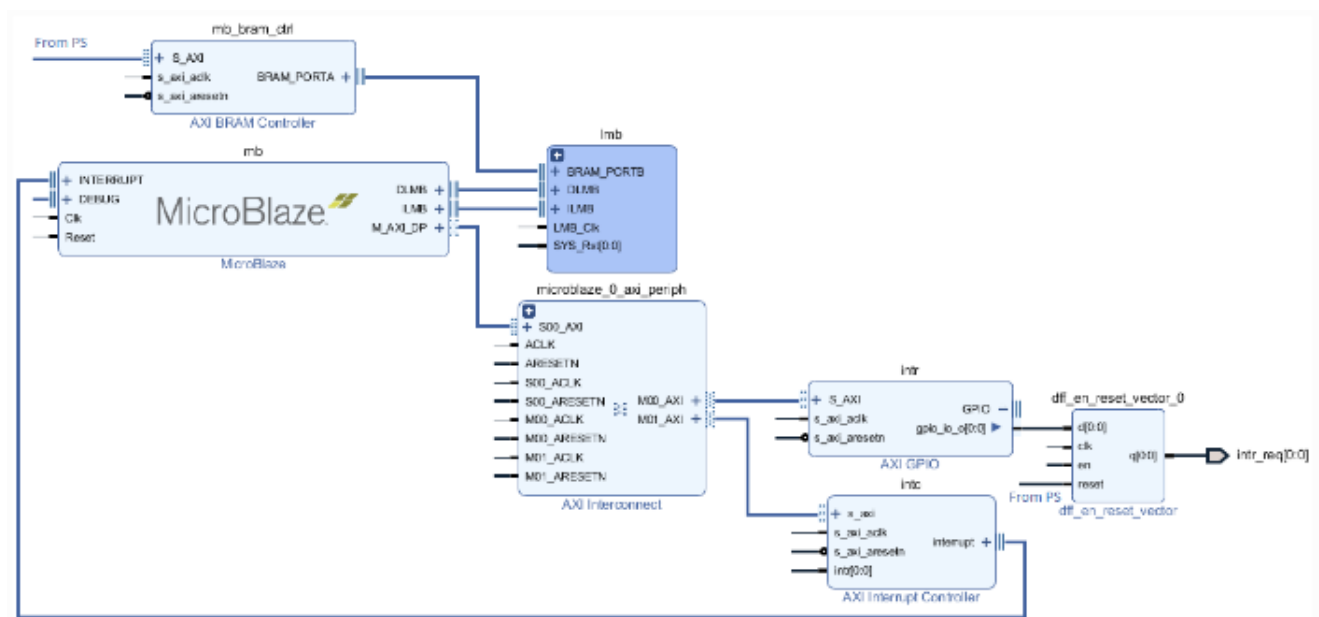 From PS
mb_bram_ctrl
S_AXI
s_axi_aclk
s_axi_aresetn
BRAM_PORTA
AXI BRAM Controller
mb
INTERRUPT
DEBUG
Clk
Reset
MicroBlaze
DLMB
ILMB
M_AXI_DP
MicroBlaze
lmb
BRAM_PORTB
DLMB
ILMB
LMB_Clk
SYS_Rst[0:0]
microblaze_0_axi_periph
S00_AXI
ACLK
ARESETN
S00_ACLK
S00_ARESETN
M00_ACLK
M00_ARESETN
M01_ACLK
M01_ARESETN
M00_AXI
M01_AXI
AXI Interconnect
intr
S_AXI
s_axi_aclk
s_axi_aresetn
GPIO
gpio_io_o[0:0]
AXI GPIO
dff_en_reset_vector_0
d[0:0]
clk
en
reset
q[0:0]
From PS
dff_en_reset_vector
intr_req[0:0]
intc
s_axi
s_axi_aclk
s_axi_aresetn
intr[0:0]
interrupt
AXI Interrupt Controller